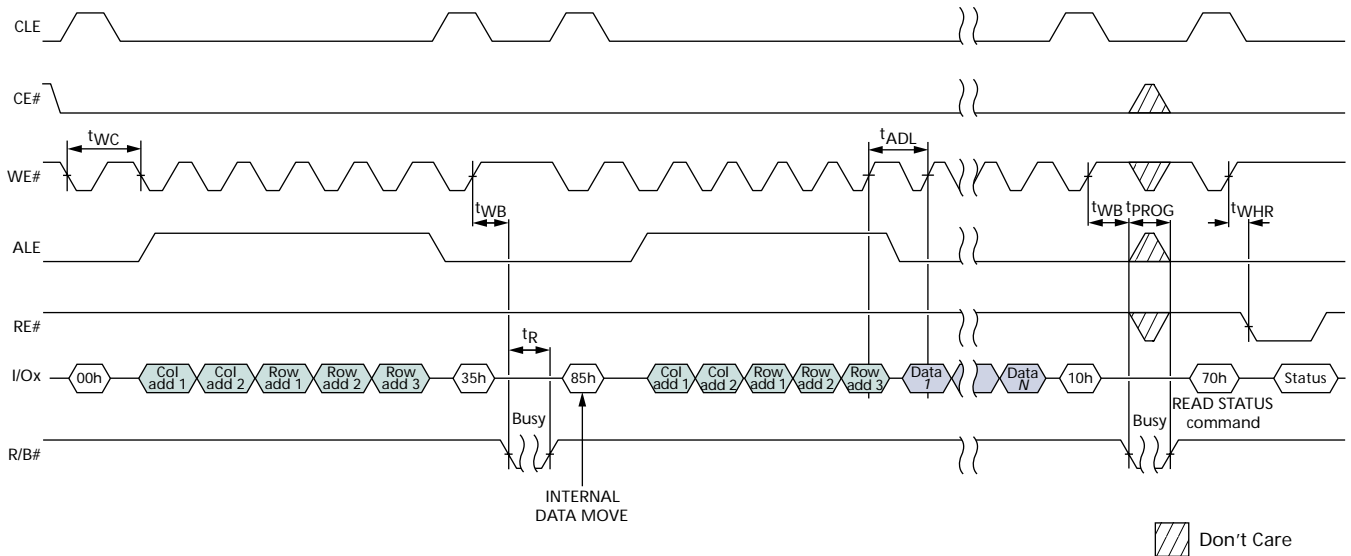 CLE
CE#
tWC
tADL
WE#
tWB
tWB
tPROG
tWHR
ALE
RE#
tR
I/Ox
00h
Col add 1
Col add 2
Row add 1
Row add 2
Row add 3
35h
85h
Col add 1
Col add 2
Row add 1
Row add 2
Row add 3
Data 1
Data N
10h
70h
Status
READ STATUS
command
Busy
Busy
R/B#
INTERNAL
DATA MOVE
Don't Care